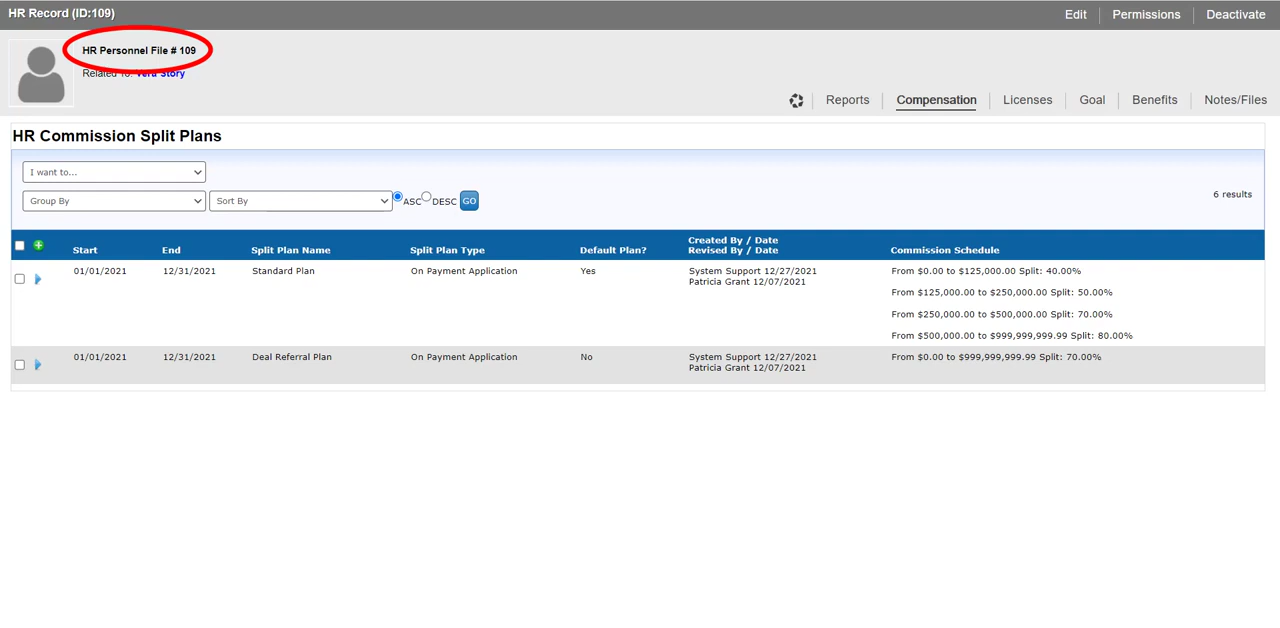 HR Record (ID:109)
Edit
Permissions
Deactivate
HR Personnel File # 109
Related To: Vera Story
Reports
Compensation
Licenses
Goal
Benefits
Notes/Files
HR Commission Split Plans
I want to...
Group By
Sort By
ASC
DESC
GO
6 results
Start
End
Split Plan Name
Split Plan Type
Default Plan?
Created By / Date
Revised By / Date
Commission Schedule
01/01/2021
12/31/2021
Standard Plan
On Payment Application
Yes
System Support 12/27/2021
Patricia Grant 12/07/2021
From $0.00 to $125,000.00 Split: 40.00%
From $125,000.00 to $250,000.00 Split: 50.00%
From $250,000.00 to $500,000.00 Split: 70.00%
From $500,000.00 to $999,999,999.99 Split: 80.00%
01/01/2021
12/31/2021
Deal Referral Plan
On Payment Application
No
System Support 12/27/2021
Patricia Grant 12/07/2021
From $0.00 to $999,999,999.99 Split: 70.00%